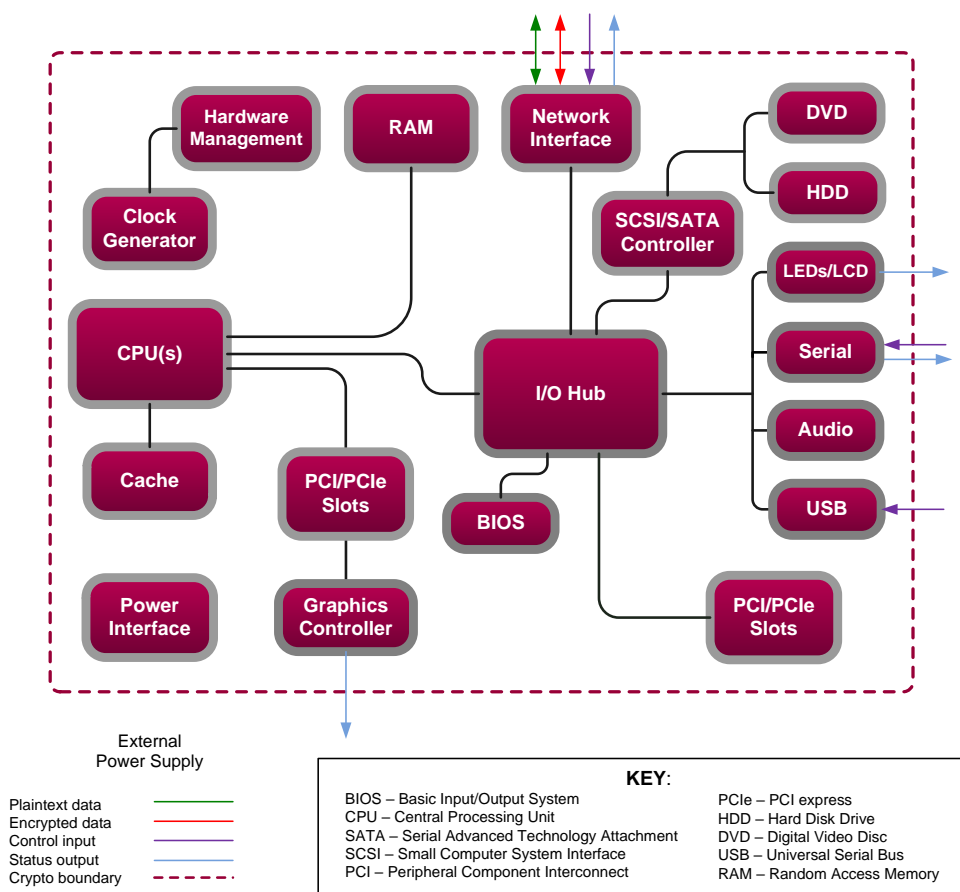 Hardware
Management
RAM
Network
Interface
DVD
HDD
Clock
Generator
SCSI/SATA
Controller
LEDs/LCD
CPU(s)
I/O Hub
Serial
Audio
Cache
PCI/PCIe
Slots
BIOS
USB
Power
Interface
Graphics
Controller
PCI/PCIe
Slots
External
Power Supply
Plaintext data
Encrypted data
Control input
Status output
Crypto boundary
KEY:
BIOS – Basic Input/Output System
CPU – Central Processing Unit
SATA – Serial Advanced Technology Attachment
SCSI – Small Computer System Interface
PCI – Peripheral Component Interconnect
PCIe – PCI express
HDD – Hard Disk Drive
DVD – Digital Video Disc
USB – Universal Serial Bus
RAM – Random Access Memory